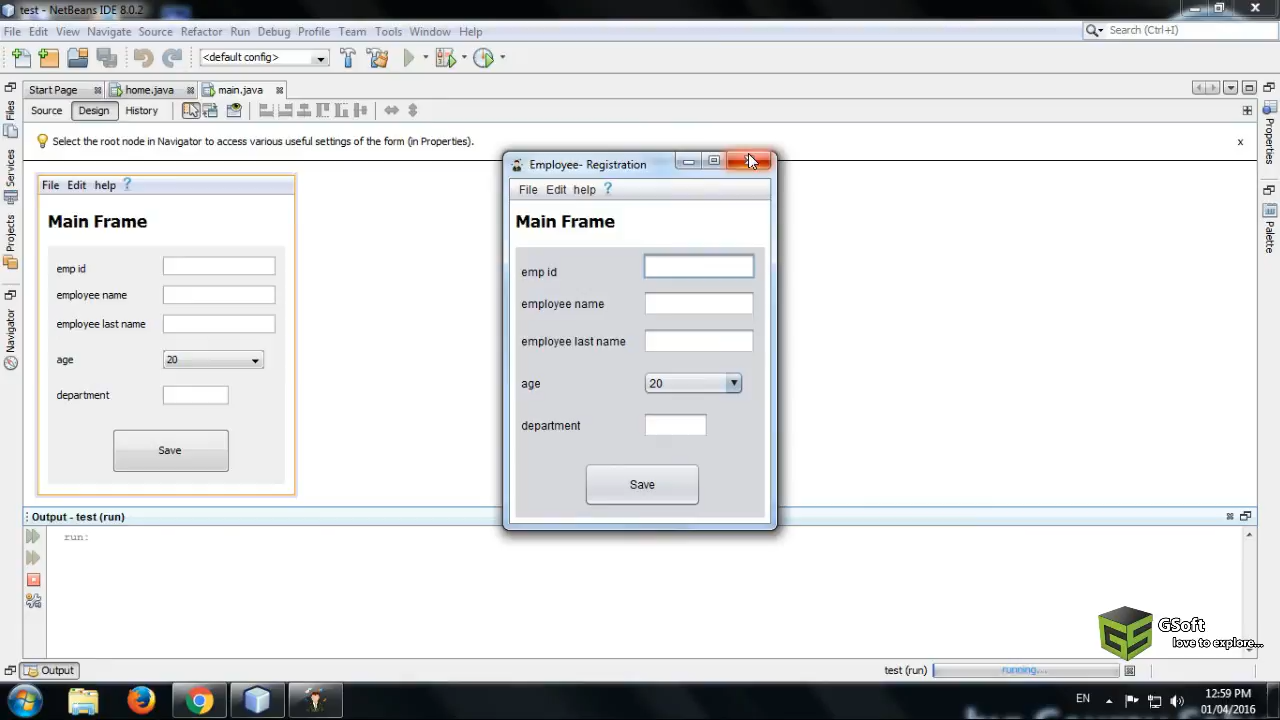 test - NetBeans IDE 8.0.2
File Edit View Navigate Source Refactor Run Debug Profile Team Tools Window Help
Search (Ctrl+I)
<default config>
Start Page
home.java
main.java
Source Design History
Select the root node in Navigator to access various useful settings of the form (in Properties).
x
Files
Services
Projects
Navigator
Properties
Palette
File Edit help ?
Main Frame
emp id
employee name
employee last name
age
20
department
Save
Employee- Registration
File Edit help ?
Main Frame
emp id
employee name
employee last name
age
20
department
Save
Output - test (run)
run:
GS
GSoft
love to explore...
Output
test (run)
running...
EN
12:59 PM
01/04/2016